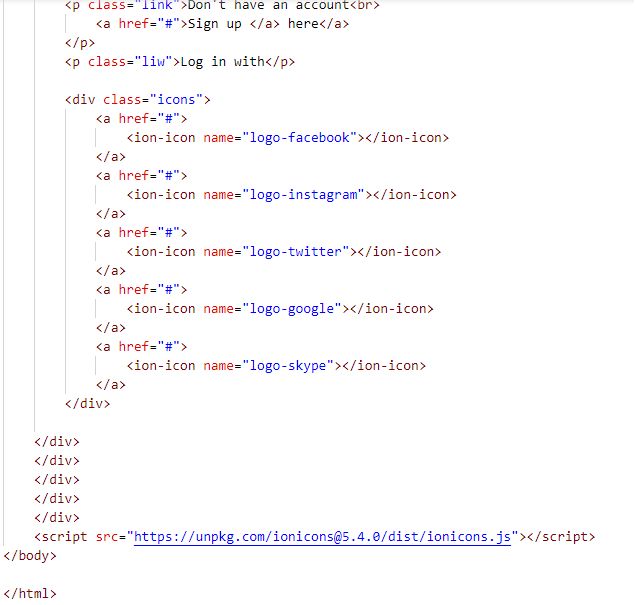 <p class="link">Don't have an account<br>
<a href="#">Sign up </a> here</a>
</p>
<p class="liw">Log in with</p>
<div class="icons">
<a href="#">
<ion-icon name="logo-facebook"></ion-icon>
</a>
<a href="#">
<ion-icon name="logo-instagram"></ion-icon>
</a>
<a href="#">
<ion-icon name="logo-twitter"></ion-icon>
</a>
<a href="#">
<ion-icon name="logo-google"></ion-icon>
</a>
<a href="#">
<ion-icon name="logo-skype"></ion-icon>
</a>
</div>
</div>
</div>
</div>
</div>
</div>
<script src="https://unpkg.com/ionicons@5.4.0/dist/ionicons.js"></script>
</body>
</html>